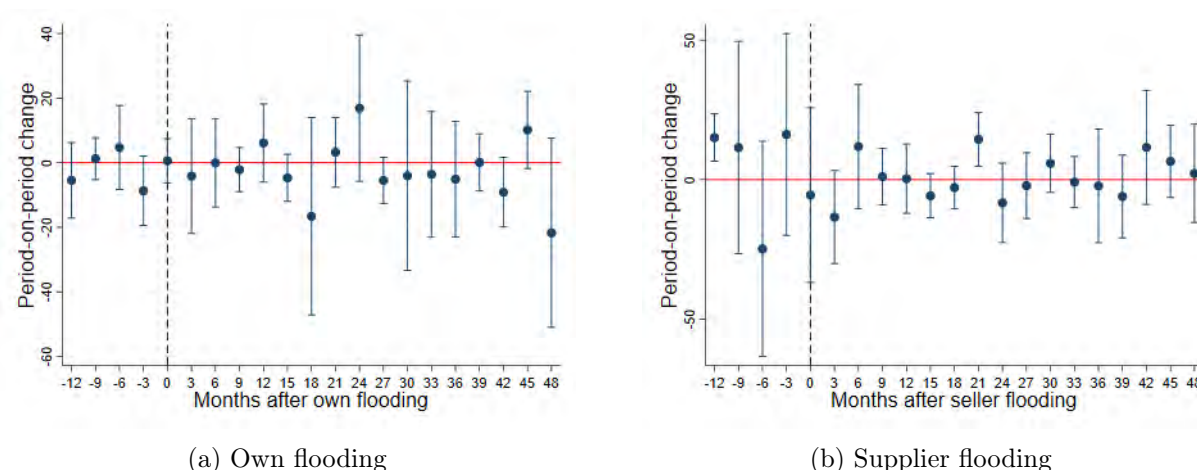 Period-on-period change
40
20
0
-20
-40
-60
-12 -9 -6 -3 0 3 6 9 12 15 18 21 24 27 30 33 36 39 42 45 48
Months after own flooding
(a) Own flooding
Period-on-period change
50
0
-50
-12 -9 -6 -3 0 3 6 9 12 15 18 21 24 27 30 33 36 39 42 45 48
Months after seller flooding
(b) Supplier flooding